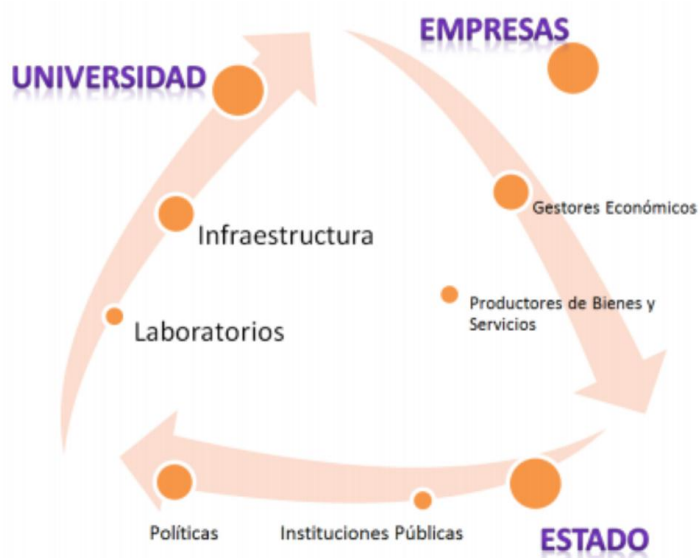 EMPRESAS
UNIVERSIDAD
Gestores Económicos
Infraestructura
Productores de Bienes y
Servicios
Laboratorios
Políticas
Instituciones Públicas
ESTADO